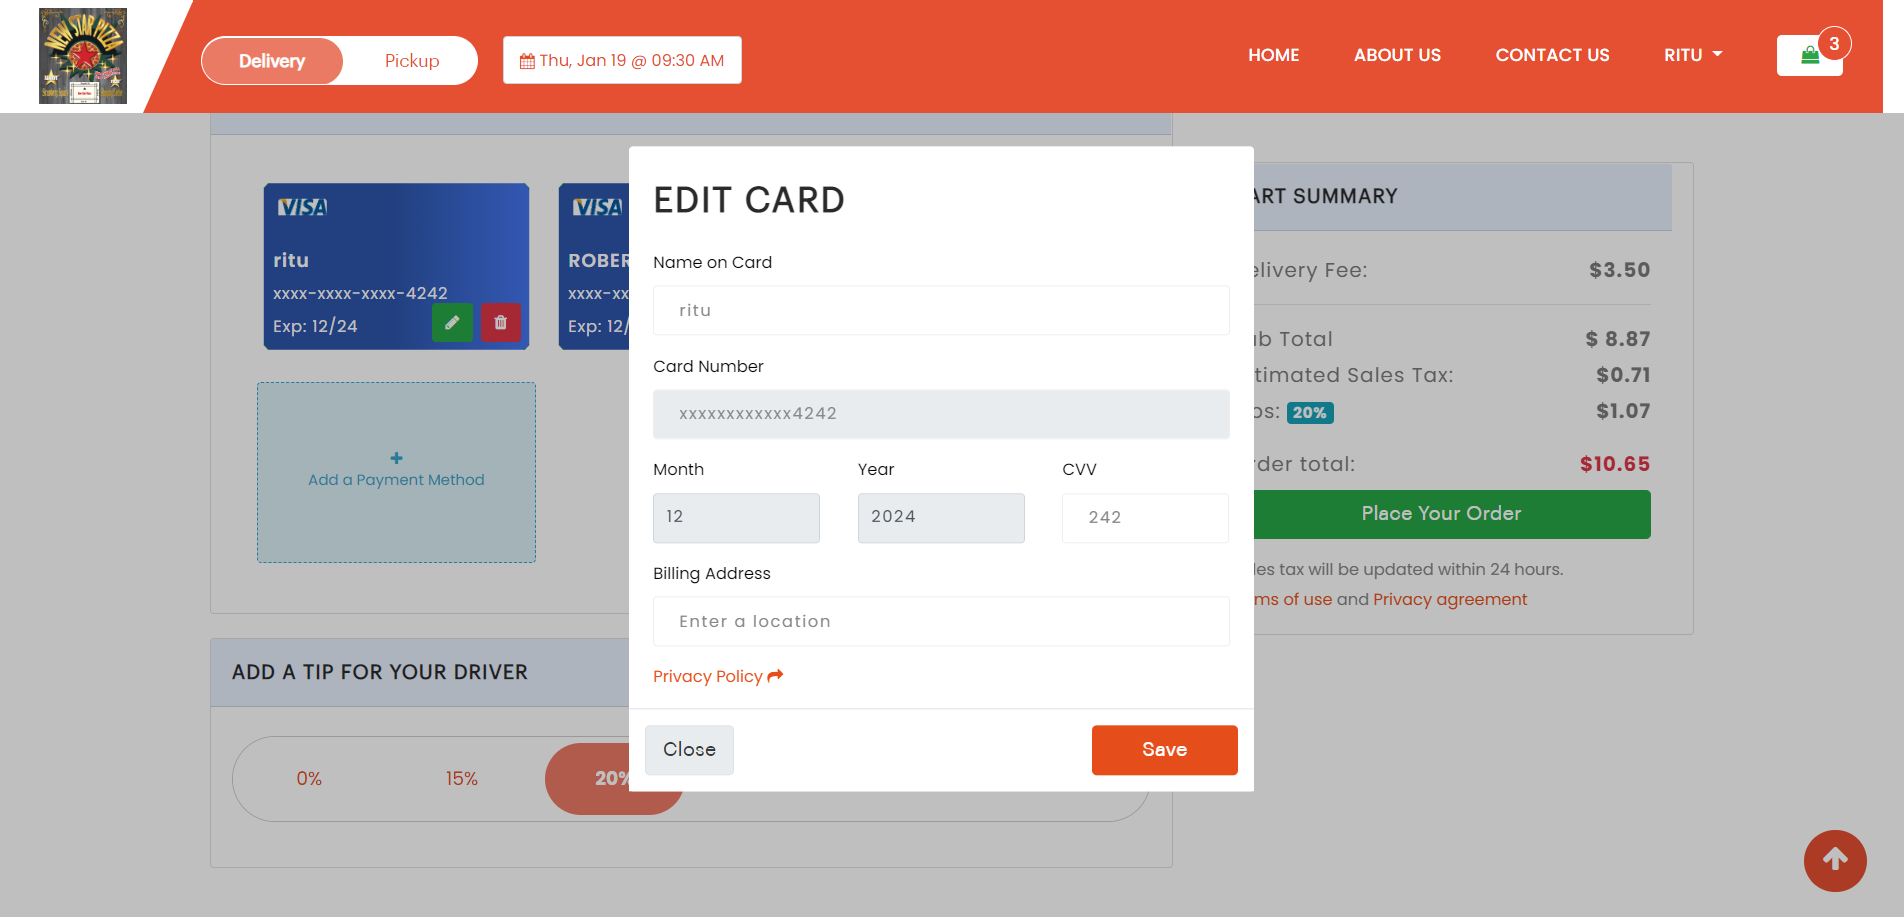 NEW STAR PIZZA
Delivery
Pickup
Thu, Jan 19 @ 09:30 AM
HOME
ABOUT US
CONTACT US
RITU
3
VISA
ritu
xxxx-xxxx-xxxx-4242
Exp: 12/24
VISA
ROBER
xxxx-xx
Exp: 12/
+
Add a Payment Method
ADD A TIP FOR YOUR DRIVER
0%
15%
20%
EDIT CARD
Name on Card
ritu
Card Number
xxxxxxxxxxxx4242
Month
Year
CVV
12
2024
242
Billing Address
Enter a location
Privacy Policy
Close
Save
ART SUMMARY
elivery Fee: $3.50
ub Total $ 8.87
timated Sales Tax: $0.71
ps: 20% $1.07
rder total: $10.65
Place Your Order
les tax will be updated within 24 hours.
ms of use and Privacy agreement